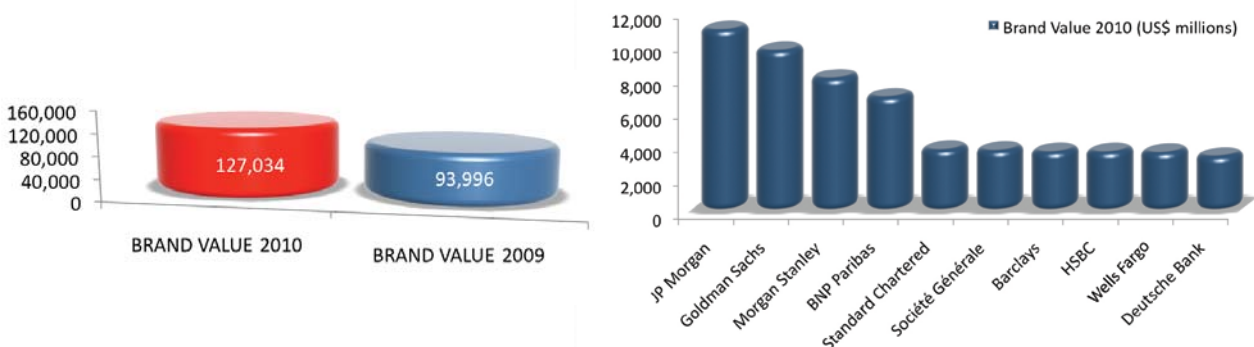 160,000
120,000
80,000
40,000
0
127,034
93,996
BRAND VALUE 2010
BRAND VALUE 2009
12,000
10,000
8,000
6,000
4,000
2,000
0
Brand Value 2010 (US$ millions)
JP Morgan
Goldman Sachs
Morgan Stanley
BNP Paribas
Standard Chartered
Société Générale
Barclays
HSBC
Wells Fargo
Deutsche Bank